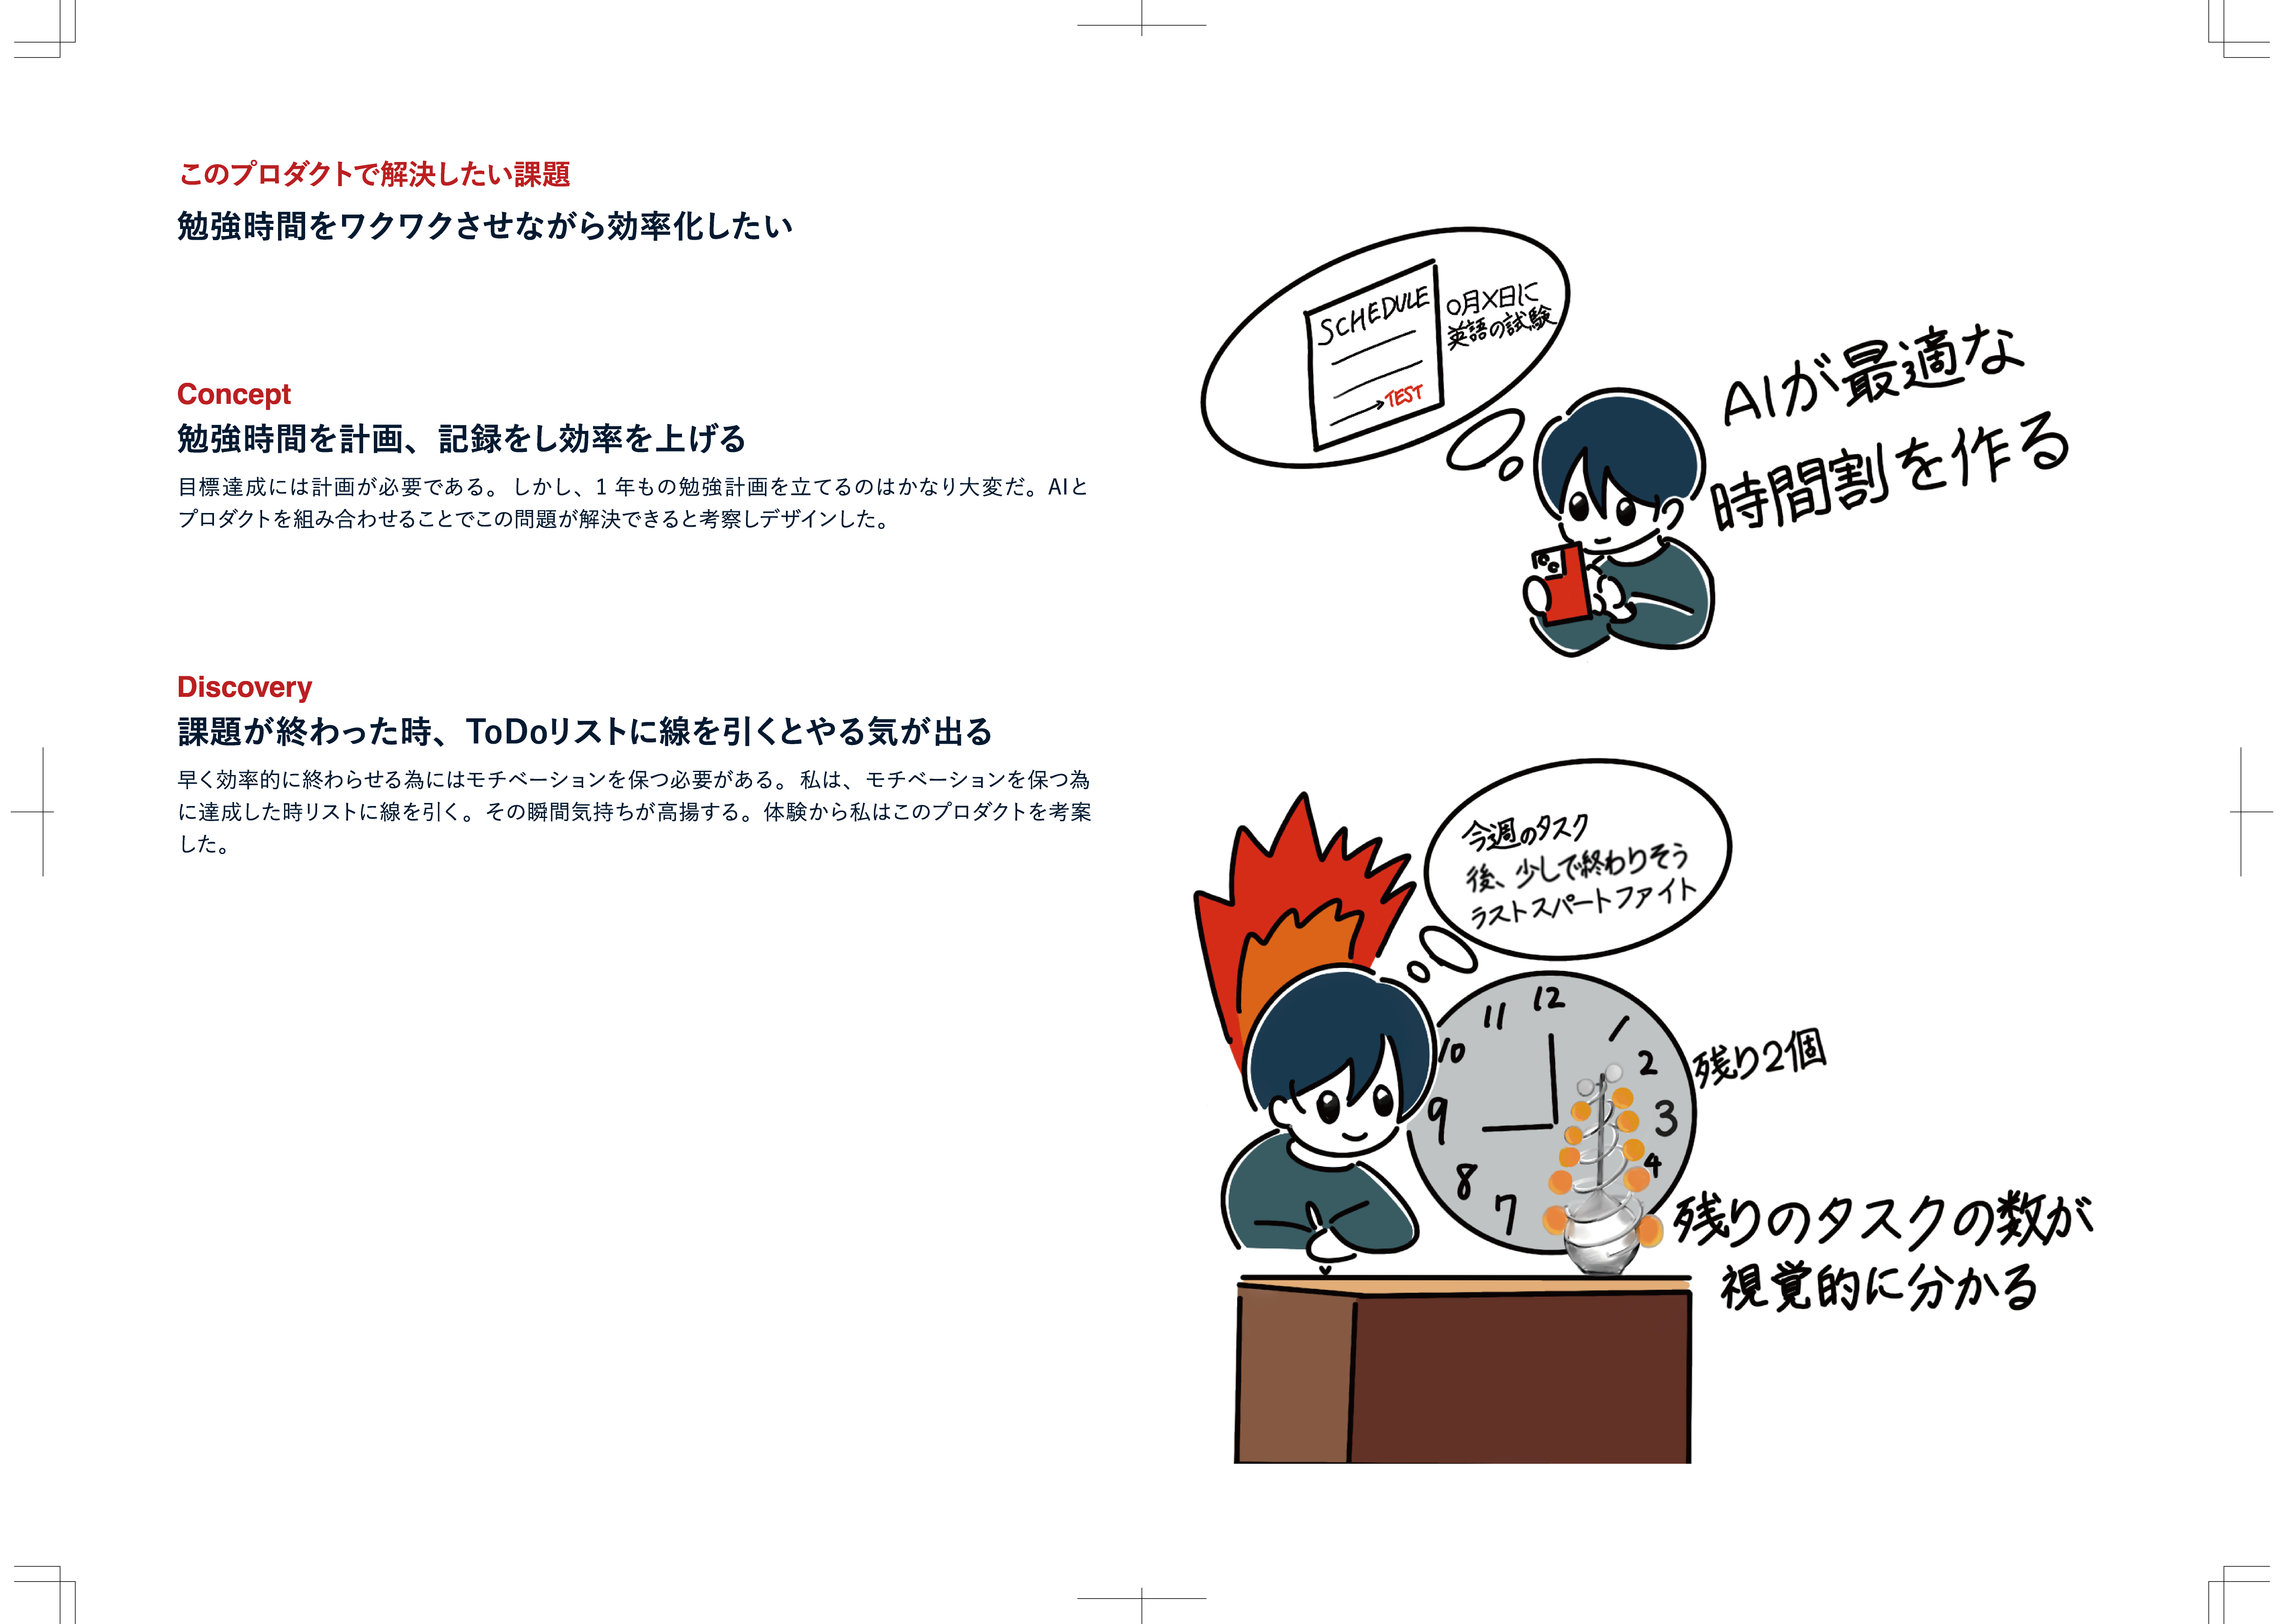 このプロダクトで解決したい課題
勉強時間をワクワクさせながら効率化したい
Concept
勉強時間を計画、記録をし効率を上げる
目標達成には計画が必要である。しかし、1年もの勉強計画を立てるのはかなり大変だ。AIと
プロダクトを組み合わせることでこの問題が解決できると考察しデザインした。
Discovery
課題が終わった時、ToDoリストに線を引くとやる気が出る
早く効率的に終わらせる為にはモチベーションを保つ必要がある。私は、モチベーションを保つ為
に達成した時リストに線を引く。その瞬間気持ちが高揚する。体験から私はこのプロダクトを考案
した。
SCHEDULE
TEST
〇月×日に
英語の試験
AIが最適な
時間割を作る
今週のタスク
後、少しで終わりそう
ラストスパートファイト
12
11
1
10
2
9
3
8
4
7
残り2個
残りのタスクの数が
視覚的に分かる